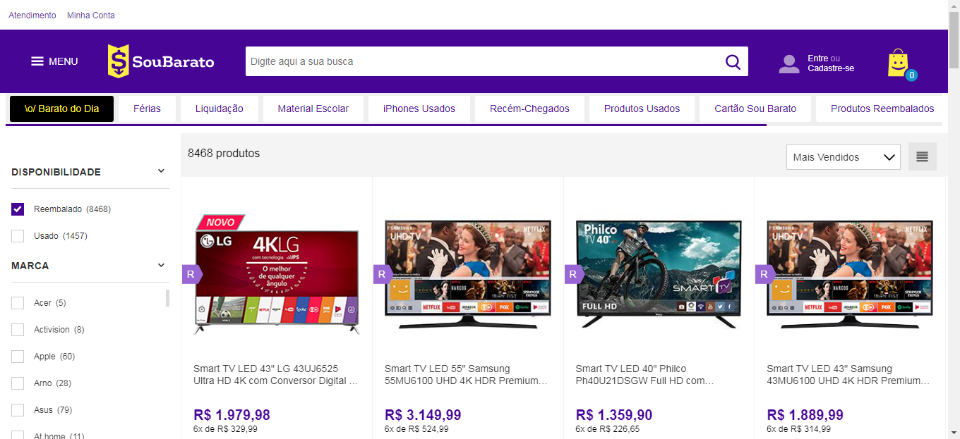 Atendimento Minha Conta
MENU
SouBarato
Digite aqui a sua busca
Entre ou
Cadastre-se
0
\o/ Barato do Dia
Férias
Liquidação
Material Escolar
iPhones Usados
Recém-Chegados
Produtos Usados
Cartão Sou Barato
Produtos Reembalados
DISPONIBILIDADE
Reembalado (8468)
Usado (1457)
MARCA
Acer (5)
Activision (8)
Apple (60)
Arno (28)
Asus (79)
At home (11)
8468 produtos
Mais Vendidos
NOVO
LG
4KLG
O melhor de
qualquer
ângulo
R
Smart TV LED 43" LG 43UJ6525
Ultra HD 4K com Conversor Digital ...
R$ 1.979,98
6x de R$ 329,99
UHD TV
NETFLIX
R
Smart TV LED 55" Samsung
55MU6100 UHD 4K HDR Premium...
R$ 3.149,99
6x de R$ 524,99
Philco
TV 40"
SMART TV
FULL HD
R
Smart TV LED 40" Philco
Ph40U21DSGW Full HD com...
R$ 1.359,90
6x de R$ 226,65
UHD TV
NETFLIX
R
Smart TV LED 43" Samsung
43MU6100 UHD 4K HDR Premium...
R$ 1.889,99
6x de R$ 314,99